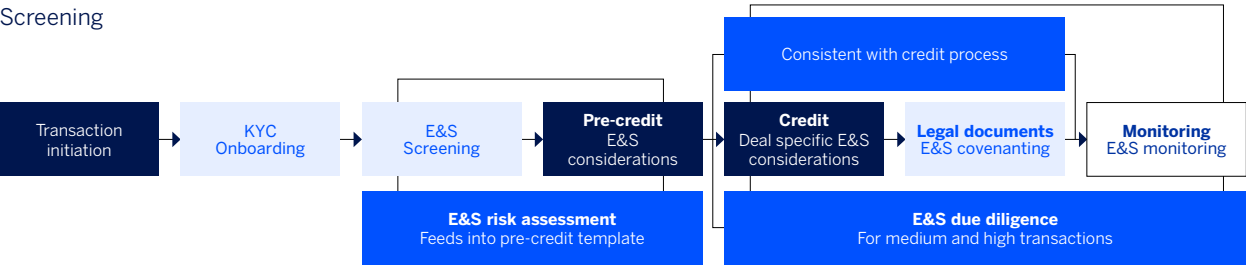 Screening
Consistent with credit process
Transaction
initiation
KYC
Onboarding
E&S
Screening
Pre-credit
E&S
considerations
Credit
Deal specific E&S
considerations
Legal documents
E&S covenanting
Monitoring
E&S monitoring
E&S risk assessment
Feeds into pre-credit template
E&S due diligence
For medium and high transactions